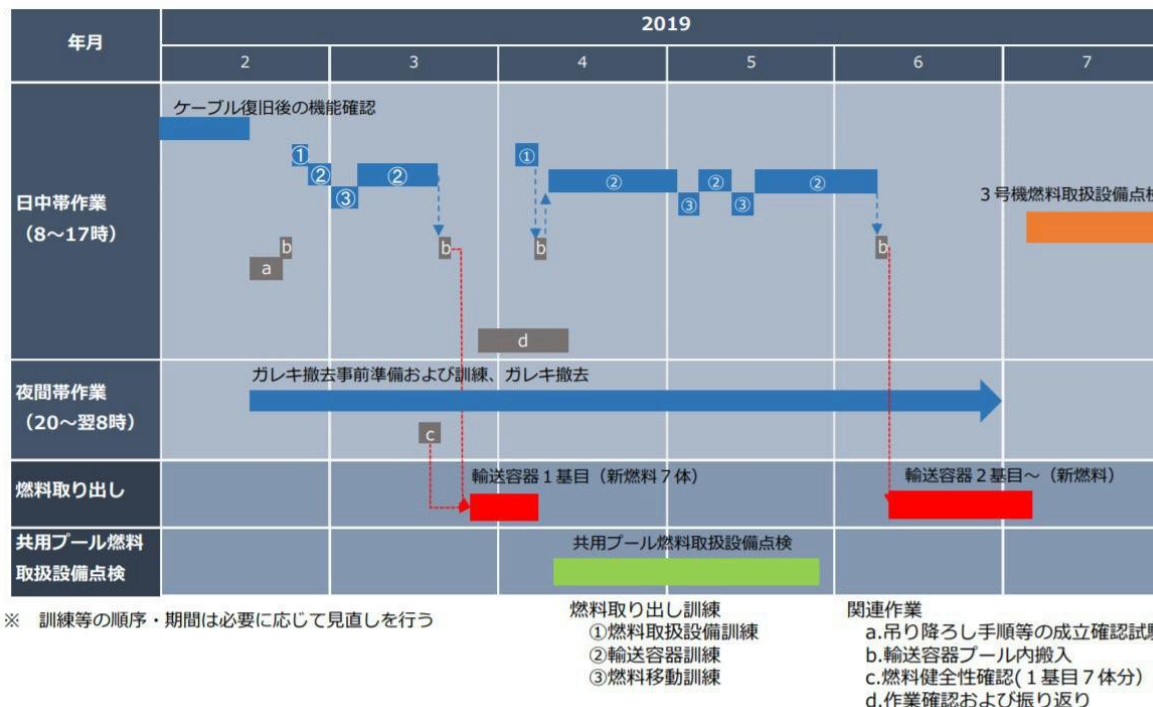 年月
2019
2
3
4
5
6
7
日中帯作業
(8～17時)
ケーブル復旧後の機能確認
①
②
③
②
①
②
③
②
③
②
3号機燃料取扱設備点検
b
a
b
b
b
d
夜間帯作業
(20～翌8時)
ガレキ撤去事前準備および訓練、ガレキ撤去
c
燃料取り出し
輸送容器1基目（新燃料7体）
輸送容器2基目～（新燃料）
共用プール燃料
取扱設備点検
共用プール燃料取扱設備点検
※ 訓練等の順序・期間は必要に応じて見直しを行う
燃料取り出し訓練
①燃料取扱設備訓練
②輸送容器訓練
③燃料移動訓練
関連作業
a.吊り降ろし手順等の成立確認試験
b.輸送容器プール内搬入
c.燃料健全性確認(1基目7体分)
d.作業確認および振り返り